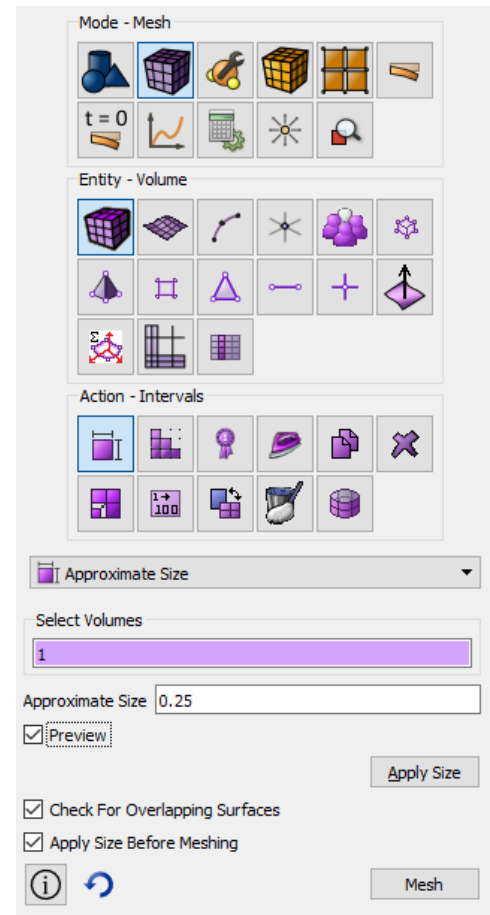 Mode - Mesh
t = 0
Entity - Volume
Σ
Action - Intervals
1→
100
Approximate Size
Select Volumes
1
Approximate Size 0.25
Preview
Apply Size
Check For Overlapping Surfaces
Apply Size Before Meshing
i Mesh